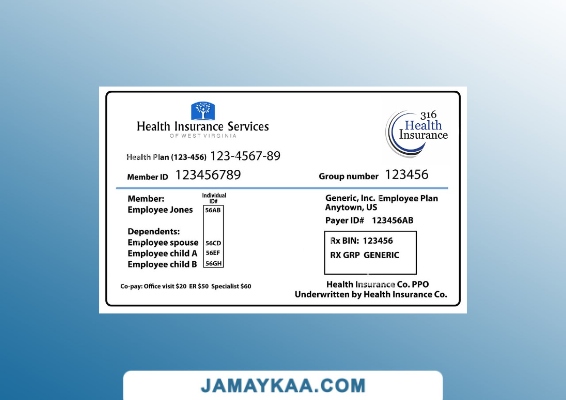 Health Insurance Services
OF WEST VIRGINIA
316
Health
Insurance
Health Plan (123-456) 123-4567-89
Member ID 123456789
Group number 123456
Member:
Individual
ID#
Employee Jones 56AB
Dependents:
Employee spouse 56CD
Employee child A 56EF
Employee child B 56GH
Generic, Inc. Employee Plan
Anytown, US
Payer ID# 123456AB
Rx BIN: 123456
RX GRP GENERIC
Co-pay: Office visit $20 ER $50 Specialist $60
Health Insurance Co. PPO
Underwritten by Health Insurance Co.
JAMAYKAA.COM